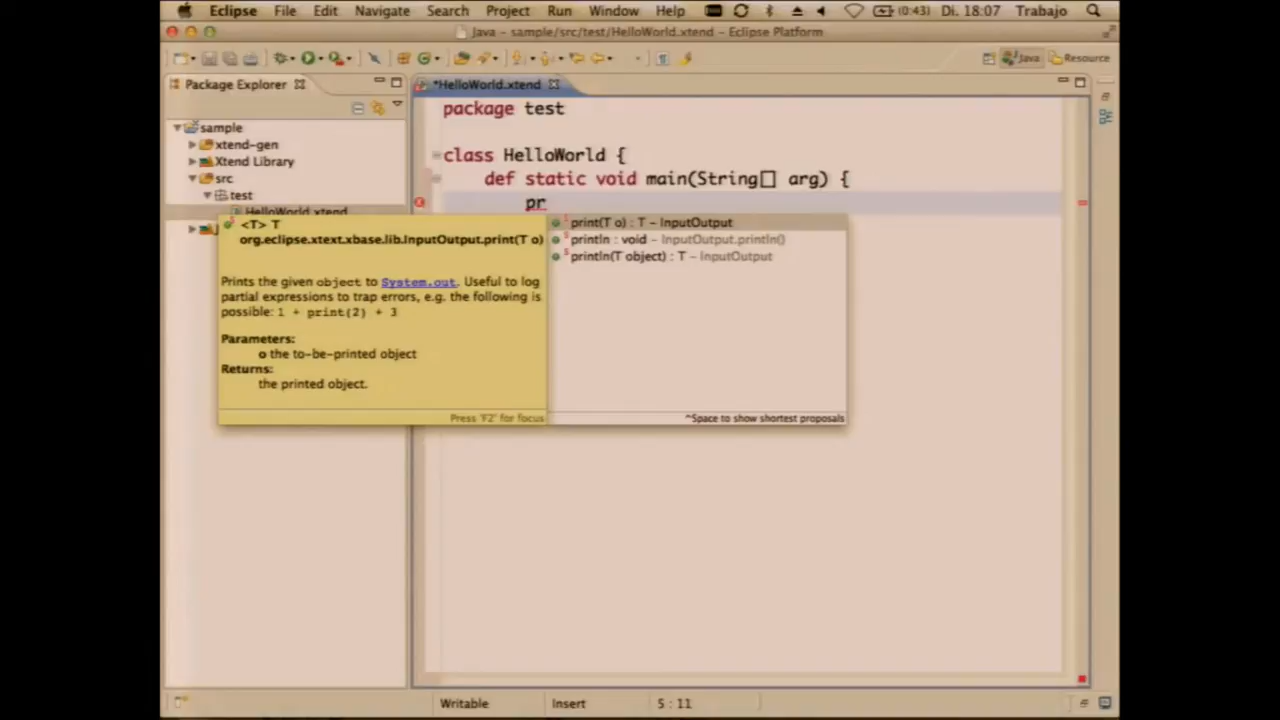 Eclipse File Edit Navigate Search Project Run Window Help (0:43) Di. 18:07 Trabajo
Java - sample/src/test/HelloWorld.xtend - Eclipse Platform
Java Resource
Package Explorer
*HelloWorld.xtend
sample
xtend-gen
Xtend Library
src
test
HelloWorld.xtend
package test
class HelloWorld {
def static void main(String[] arg) {
pr
<T> T
org.eclipse.xtext.xbase.lib.InputOutput.print(T o)
Prints the given object to System.out. Useful to log
partial expressions to trap errors, e.g. the following is
possible: 1 + print(2) + 3
Parameters:
o the to-be-printed object
Returns:
the printed object.
Press 'F2' for focus
print(T o) : T - InputOutput
println : void - InputOutput.println()
println(T object) : T - InputOutput
^Space to show shortest proposals
Writable Insert 5 : 11